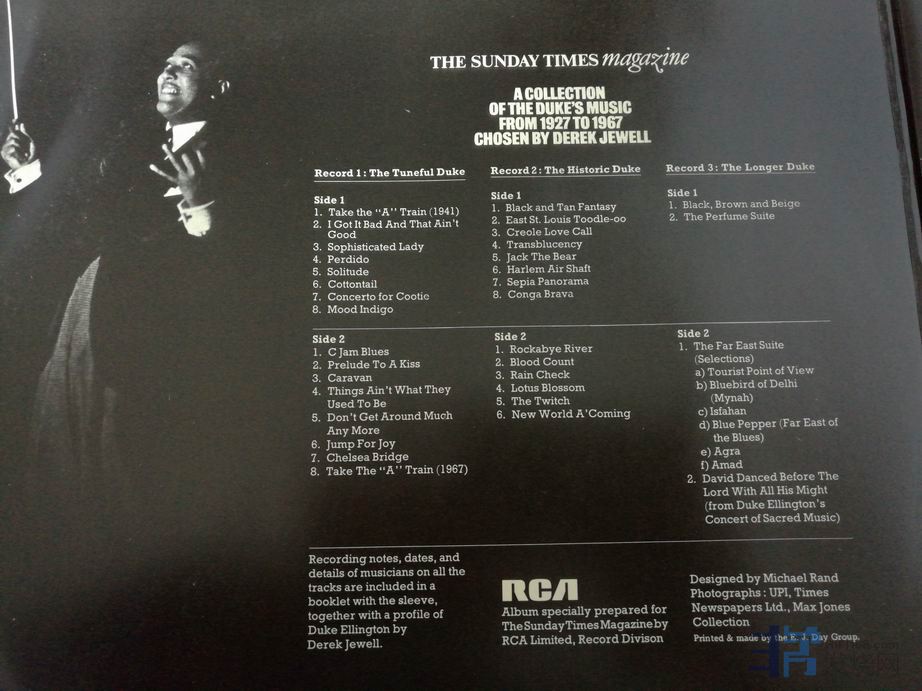 THE SUNDAY TIMES magazine
A COLLECTION
OF THE DUKE'S MUSIC
FROM 1927 TO 1967
CHOSEN BY DEREK JEWELL
Record 1: The Tuneful Duke
Side 1
1. Take the "A" Train (1941)
2. I Got It Bad And That Ain't
Good
3. Sophisticated Lady
4. Perdido
5. Solitude
6. Cottontail
7. Concerto for Cootie
8. Mood Indigo
Side 2
1. C Jam Blues
2. Prelude To A Kiss
3. Caravan
4. Things Ain't What They
Used To Be
5. Don't Get Around Much
Any More
6. Jump For Joy
7. Chelsea Bridge
8. Take The "A" Train (1967)
Record 2: The Historic Duke
Side 1
1. Black and Tan Fantasy
2. East St. Louis Toodle-oo
3. Creole Love Call
4. Translucency
5. Jack The Bear
6. Harlem Air Shaft
7. Sepia Panorama
8. Conga Brava
Side 2
1. Rockabye River
2. Blood Count
3. Rain Check
4. Lotus Blossom
5. The Twitch
6. New World A'Coming
Record 3: The Longer Duke
Side 1
1. Black, Brown and Beige
2. The Perfume Suite
Side 2
1. The Far East Suite
(Selections)
a) Tourist Point of View
b) Bluebird of Delhi
(Mynah)
c) Isfahan
d) Blue Pepper (Far East of
the Blues)
e) Agra
f) Amad
2. David Danced Before The
Lord With All His Might
(from Duke Ellington's
Concert of Sacred Music)
Recording notes, dates, and
details of musicians on all the
tracks are included in a
booklet with the sleeve,
together with a profile of
Duke Ellington by
Derek Jewell.
RCA
Album specially prepared for
The Sunday Times Magazine by
RCA Limited, Record Divison
Designed by Michael Rand
Photographs: UPI, Times
Newspapers Ltd., Max Jones
Collection
Printed & made by the E. J. Day Group.